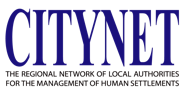 CITYNET
THE REGIONAL NETWORK OF LOCAL AUTHORITIES
FOR THE MANAGEMENT OF HUMAN SETTLEMENTS